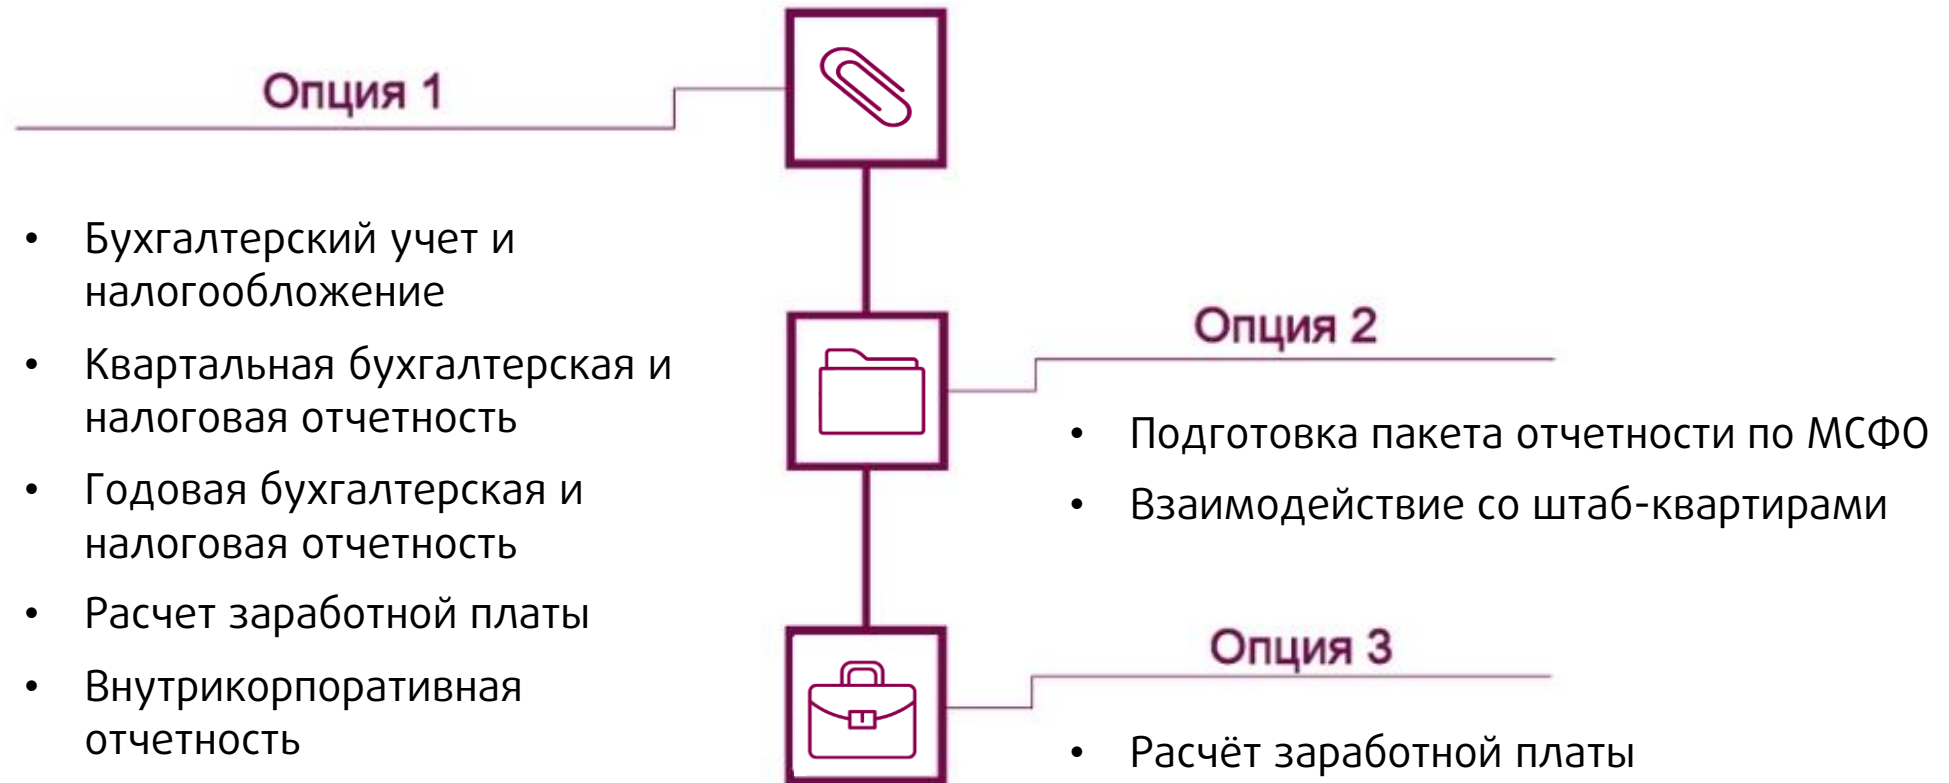 Опция 1
• Бухгалтерский учет и
налогообложение
• Квартальная бухгалтерская и
налоговая отчетность
• Годовая бухгалтерская и
налоговая отчетность
• Расчет заработной платы
• Внутрикорпоративная
отчетность
Опция 2
• Подготовка пакета отчетности по МСФО
• Взаимодействие со штаб-квартирами
Опция 3
• Расчёт заработной платы